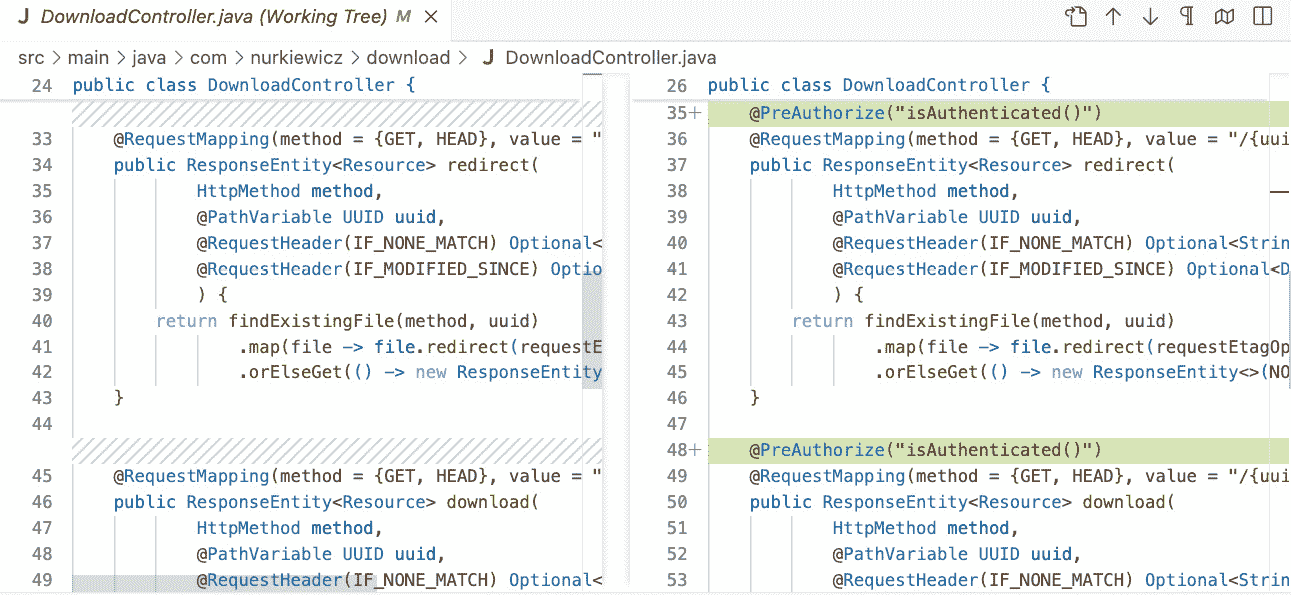 J DownloadController.java (Working Tree) M
src > main > java > com > nurkiewicz > download > J DownloadController.java
24 public class DownloadController {
33 @RequestMapping(method = {GET, HEAD}, value = "
34 public ResponseEntity<Resource> redirect(
35 HttpMethod method,
36 @PathVariable UUID uuid,
37 @RequestHeader(IF_NONE_MATCH) Optional<
38 @RequestHeader(IF_MODIFIED_SINCE) Optio
39 ) {
40 return findExistingFile(method, uuid)
41 .map(file -> file.redirect(requestE
42 .orElseGet(() -> new ResponseEntity
43 }
44
45 @RequestMapping(method = {GET, HEAD}, value = "
46 public ResponseEntity<Resource> download(
47 HttpMethod method,
48 @PathVariable UUID uuid,
49 @RequestHeader(IF_NONE_MATCH) Optional<
26 public class DownloadController {
35+ @PreAuthorize("isAuthenticated()")
36 @RequestMapping(method = {GET, HEAD}, value = "/{uui
37 public ResponseEntity<Resource> redirect(
38 HttpMethod method,
39 @PathVariable UUID uuid,
40 @RequestHeader(IF_NONE_MATCH) Optional<Strin
41 @RequestHeader(IF_MODIFIED_SINCE) Optional<D
42 ) {
43 return findExistingFile(method, uuid)
44 .map(file -> file.redirect(requestEtagOp
45 .orElseGet(() -> new ResponseEntity<>(NO
46 }
47
48+ @PreAuthorize("isAuthenticated()")
49 @RequestMapping(method = {GET, HEAD}, value = "/{uui
50 public ResponseEntity<Resource> download(
51 HttpMethod method,
52 @PathVariable UUID uuid,
53 @RequestHeader(IF_NONE_MATCH) Optional<Strin